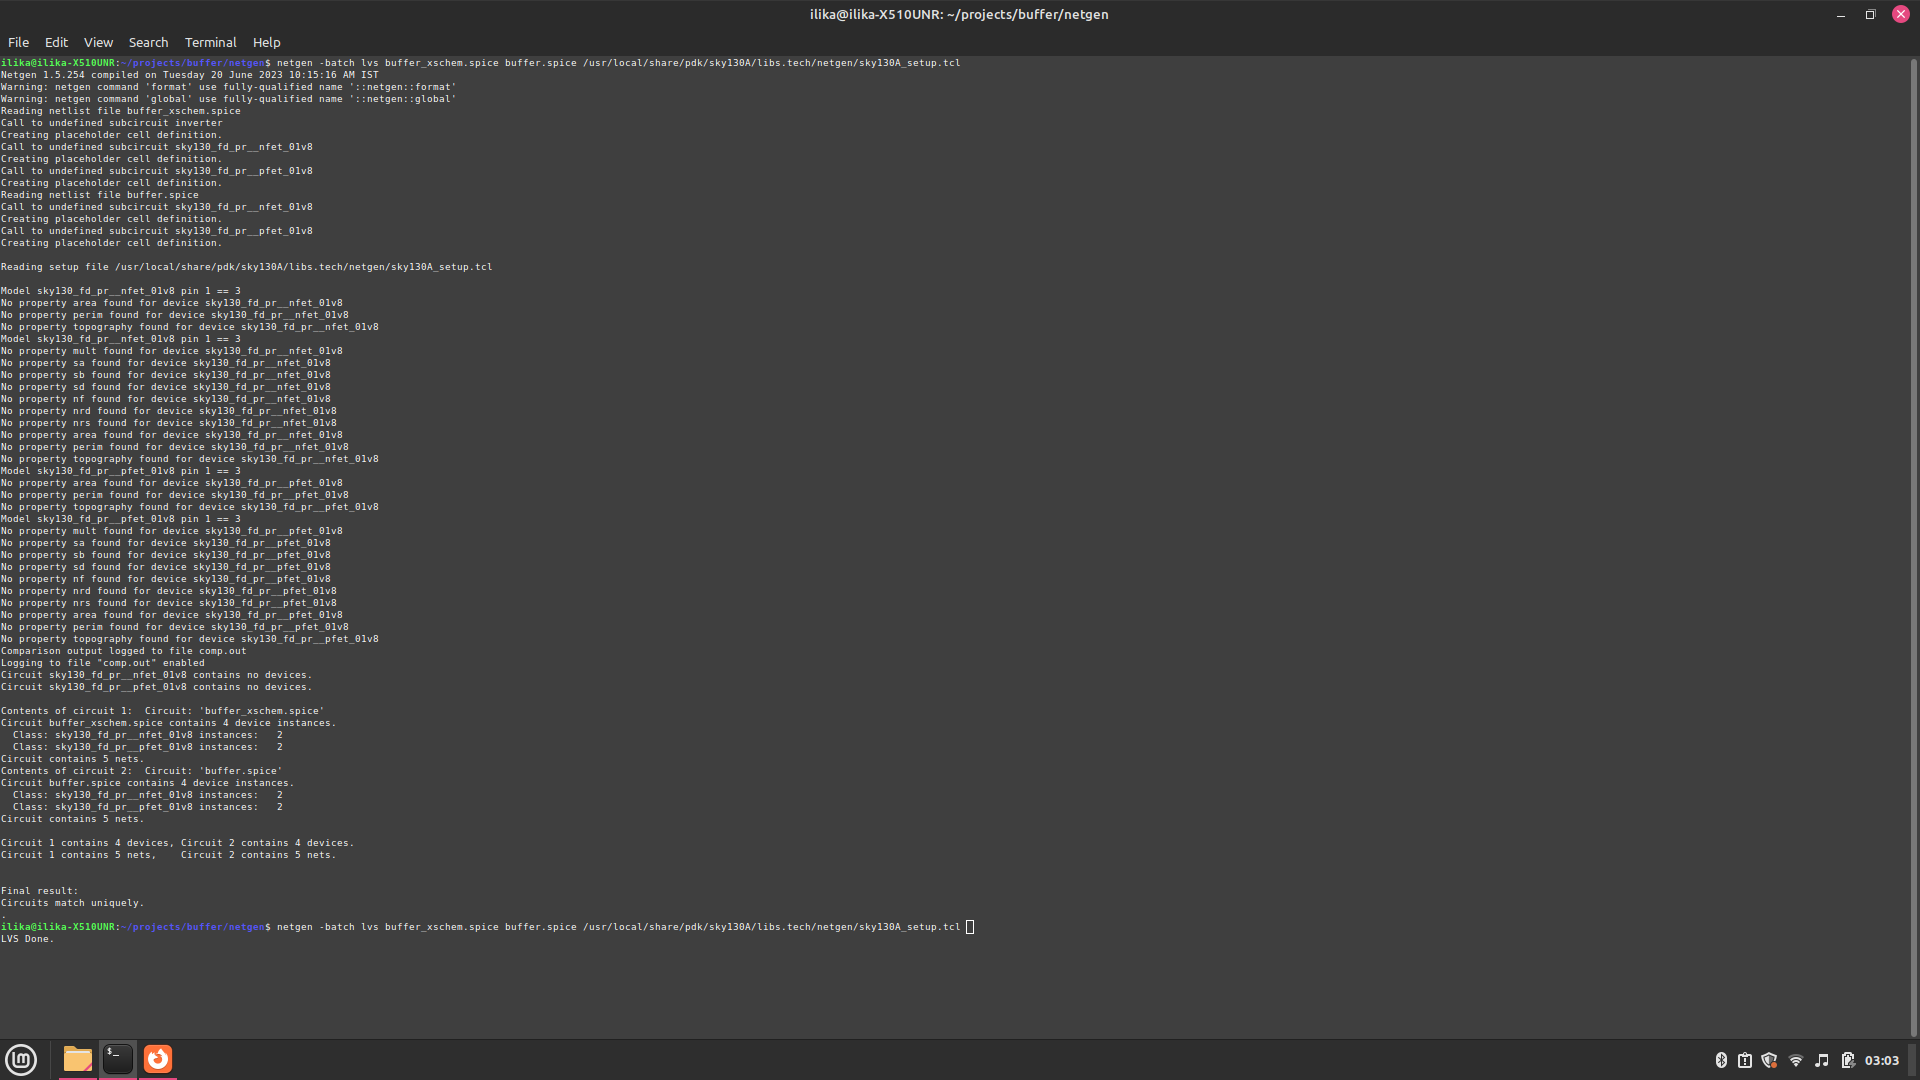 ilika@ilika-X510UNR: ~/projects/buffer/netgen
File Edit View Search Terminal Help
ilika@ilika-X510UNR:~/projects/buffer/netgen$ netgen -batch lvs buffer_xschem.spice buffer.spice /usr/local/share/pdk/sky130A/libs.tech/netgen/sky130A_setup.tcl
Netgen 1.5.254 compiled on Tuesday 20 June 2023 10:15:16 AM IST
Warning: netgen command 'format' use fully-qualified name '::netgen::format'
Warning: netgen command 'global' use fully-qualified name '::netgen::global'
Reading netlist file buffer_xschem.spice
Call to undefined subcircuit inverter
Creating placeholder cell definition.
Call to undefined subcircuit sky130_fd_pr__nfet_01v8
Creating placeholder cell definition.
Call to undefined subcircuit sky130_fd_pr__pfet_01v8
Creating placeholder cell definition.
Reading netlist file buffer.spice
Call to undefined subcircuit sky130_fd_pr__nfet_01v8
Creating placeholder cell definition.
Call to undefined subcircuit sky130_fd_pr__pfet_01v8
Creating placeholder cell definition.
Reading setup file /usr/local/share/pdk/sky130A/libs.tech/netgen/sky130A_setup.tcl
Model sky130_fd_pr__nfet_01v8 pin 1 == 3
No property area found for device sky130_fd_pr__nfet_01v8
No property perim found for device sky130_fd_pr__nfet_01v8
No property topography found for device sky130_fd_pr__nfet_01v8
Model sky130_fd_pr__nfet_01v8 pin 1 == 3
No property mult found for device sky130_fd_pr__nfet_01v8
No property sa found for device sky130_fd_pr__nfet_01v8
No property sb found for device sky130_fd_pr__nfet_01v8
No property sd found for device sky130_fd_pr__nfet_01v8
No property nf found for device sky130_fd_pr__nfet_01v8
No property nrd found for device sky130_fd_pr__nfet_01v8
No property nrs found for device sky130_fd_pr__nfet_01v8
No property area found for device sky130_fd_pr__nfet_01v8
No property perim found for device sky130_fd_pr__nfet_01v8
No property topography found for device sky130_fd_pr__nfet_01v8
Model sky130_fd_pr__pfet_01v8 pin 1 == 3
No property area found for device sky130_fd_pr__pfet_01v8
No property perim found for device sky130_fd_pr__pfet_01v8
No property topography found for device sky130_fd_pr__pfet_01v8
Model sky130_fd_pr__pfet_01v8 pin 1 == 3
No property mult found for device sky130_fd_pr__pfet_01v8
No property sa found for device sky130_fd_pr__pfet_01v8
No property sb found for device sky130_fd_pr__pfet_01v8
No property sd found for device sky130_fd_pr__pfet_01v8
No property nf found for device sky130_fd_pr__pfet_01v8
No property nrd found for device sky130_fd_pr__pfet_01v8
No property nrs found for device sky130_fd_pr__pfet_01v8
No property area found for device sky130_fd_pr__pfet_01v8
No property perim found for device sky130_fd_pr__pfet_01v8
No property topography found for device sky130_fd_pr__pfet_01v8
Comparison output logged to file comp.out
Logging to file "comp.out" enabled
Circuit sky130_fd_pr__nfet_01v8 contains no devices.
Circuit sky130_fd_pr__pfet_01v8 contains no devices.
Contents of circuit 1:  Circuit: 'buffer_xschem.spice'
Circuit buffer_xschem.spice contains 4 device instances.
  Class: sky130_fd_pr__nfet_01v8 instances:   2
  Class: sky130_fd_pr__pfet_01v8 instances:   2
Circuit contains 5 nets.
Contents of circuit 2:  Circuit: 'buffer.spice'
Circuit buffer.spice contains 4 device instances.
  Class: sky130_fd_pr__nfet_01v8 instances:   2
  Class: sky130_fd_pr__pfet_01v8 instances:   2
Circuit contains 5 nets.
Circuit 1 contains 4 devices, Circuit 2 contains 4 devices.
Circuit 1 contains 5 nets,    Circuit 2 contains 5 nets.
Final result:
Circuits match uniquely.
.
ilika@ilika-X510UNR:~/projects/buffer/netgen$ netgen -batch lvs buffer_xschem.spice buffer.spice /usr/local/share/pdk/sky130A/libs.tech/netgen/sky130A_setup.tcl
LVS Done.
$_
03:03